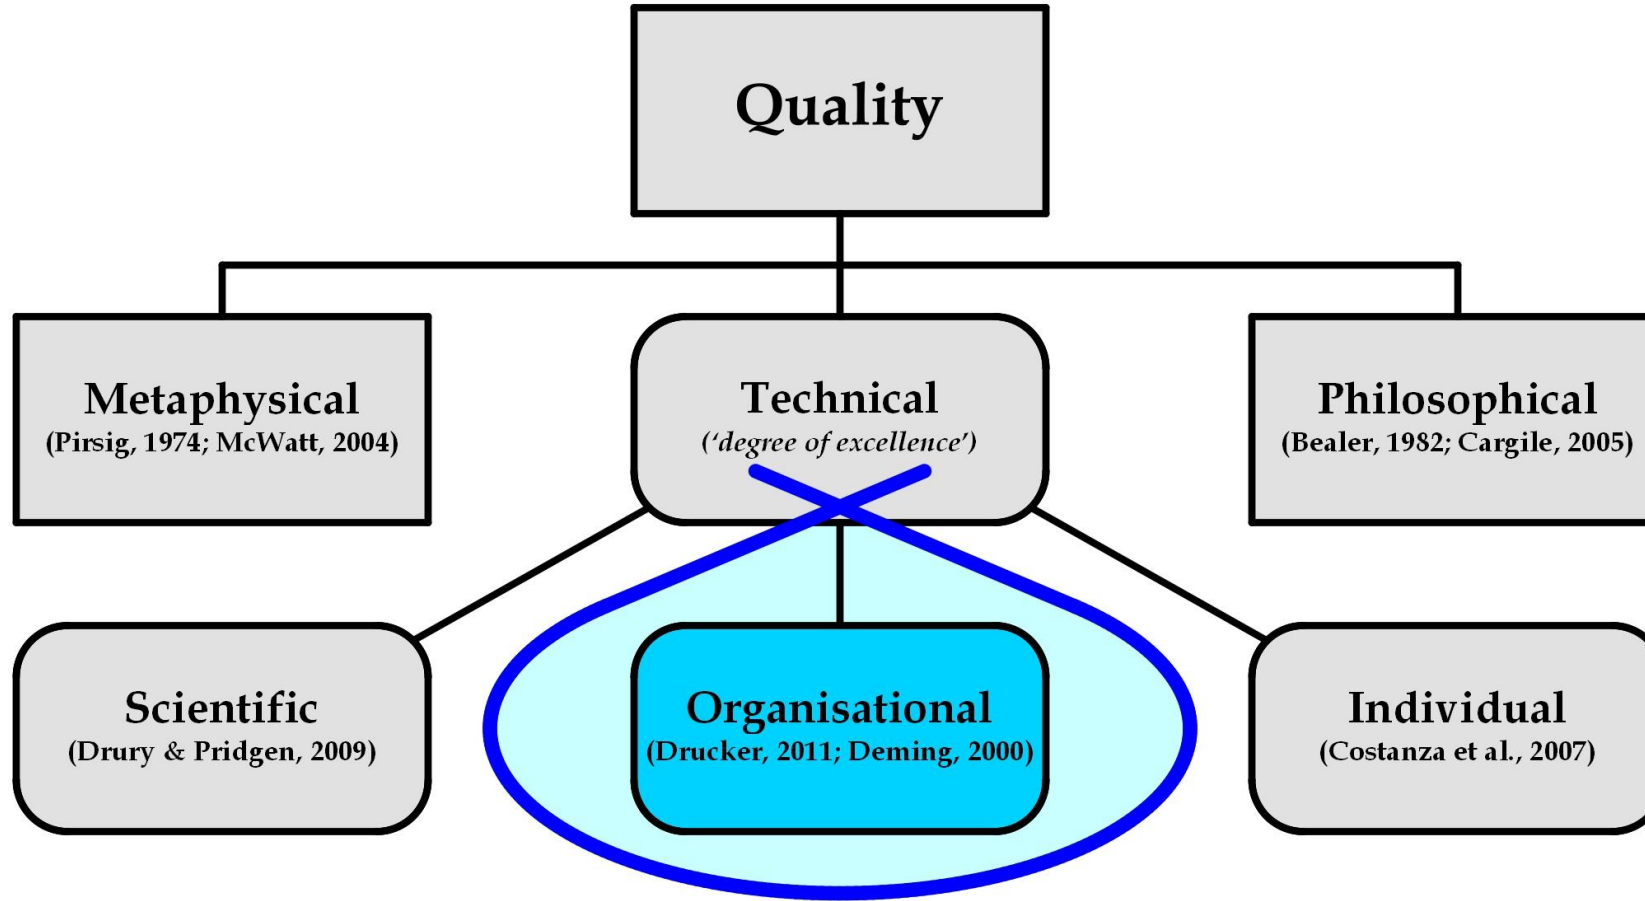 Quality
Metaphysical
(Pirsig, 1974; McWatt, 2004)
Technical
(‘degree of excellence’)
Philosophical
(Bealer, 1982; Cargile, 2005)
Scientific
(Drury & Pridgen, 2009)
Organisational
(Drucker, 2011; Deming, 2000)
Individual
(Costanza et al., 2007)